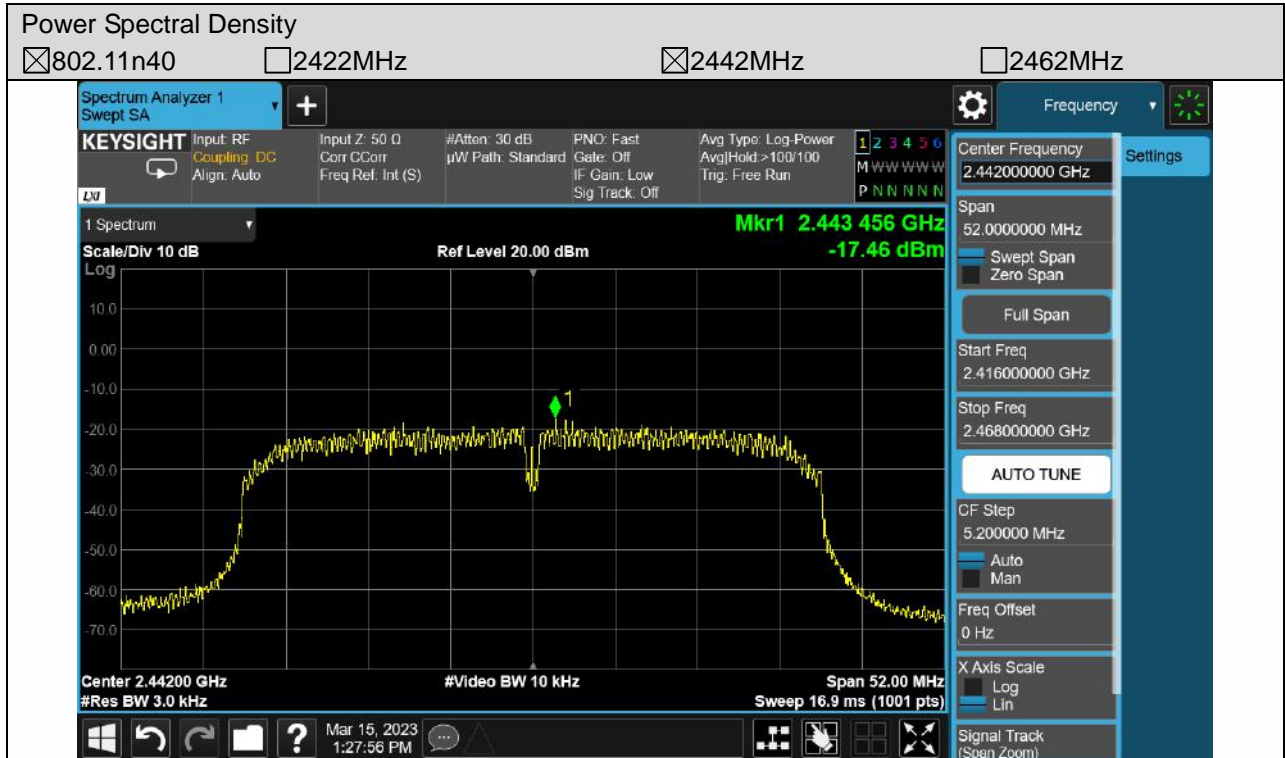 Power Spectral Density
☒802.11n40 ☐2422MHz ☒2442MHz ☐2462MHz
Spectrum Analyzer 1
Swept SA
+
Frequency
KEYSIGHT
LXI
Input: RF
Coupling: DC
Align: Auto
Input Z: 50 Ω
Corr CCorr
Freq Ref: Int (S)
#Atten: 30 dB
µW Path: Standard
PNO: Fast
Gate: Off
IF Gain: Low
Sig Track: Off
Avg Type: Log-Power
Avg|Hold:>100/100
Trig: Free Run
1 2 3 4 5 6
M W W W W W
P N N N N N
1 Spectrum
Scale/Div 10 dB
Log
Ref Level 20.00 dBm
Mkr1 2.443 456 GHz
-17.46 dBm
10.0
0.00
-10.0
-20.0
-30.0
-40.0
-50.0
-60.0
-70.0
1
Center 2.44200 GHz
#Res BW 3.0 kHz
#Video BW 10 kHz
Span 52.00 MHz
Sweep 16.9 ms (1001 pts)
Center Frequency
2.442000000 GHz
Settings
Span
52.0000000 MHz
Swept Span
Zero Span
Full Span
Start Freq
2.416000000 GHz
Stop Freq
2.468000000 GHz
AUTO TUNE
CF Step
5.200000 MHz
Auto
Man
Freq Offset
0 Hz
X Axis Scale
Log
Lin
Signal Track
(Span Zoom)
?
Mar 15, 2023
1:27:56 PM